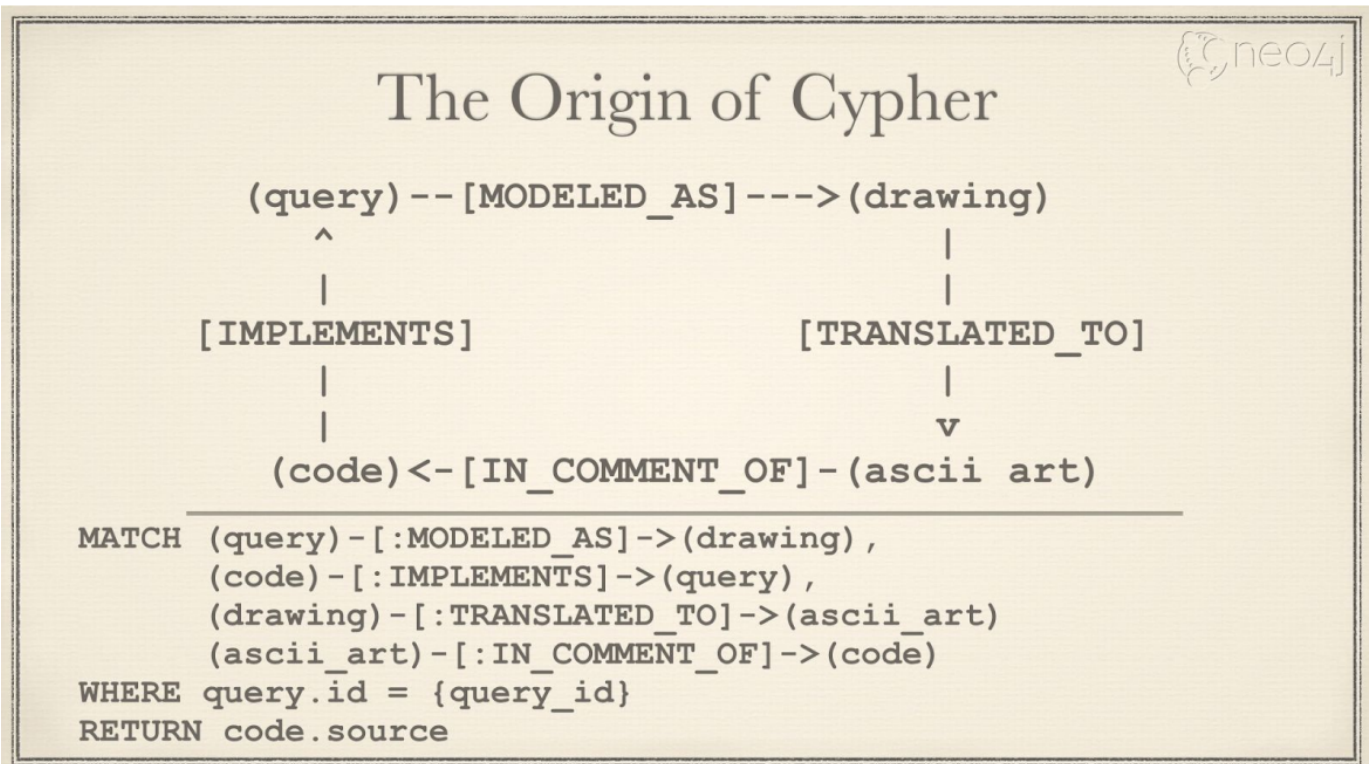 neo4j
The Origin of Cypher
(query)--[MODELED_AS]--->(drawing)
^ |
| |
[IMPLEMENTS] [TRANSLATED_TO]
| |
| v
(code)<-[IN_COMMENT_OF]-(ascii art)
MATCH (query)-[:MODELED_AS]->(drawing),
(code)-[:IMPLEMENTS]->(query),
(drawing)-[:TRANSLATED_TO]->(ascii_art)
(ascii_art)-[:IN_COMMENT_OF]->(code)
WHERE query.id = {query_id}
RETURN code.source